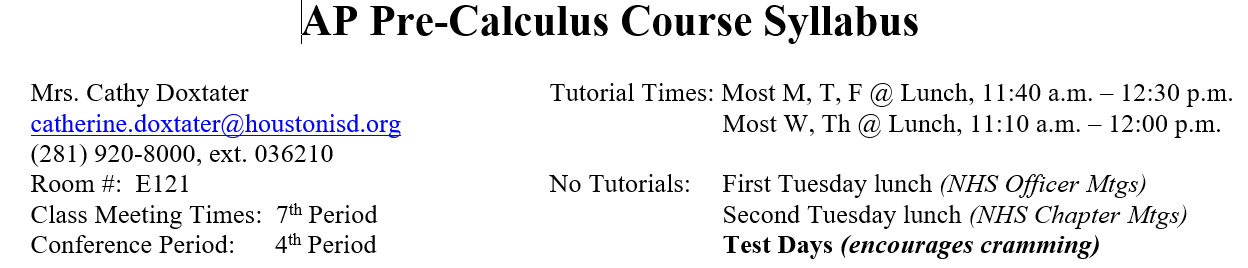 AP Pre-Calculus Course Syllabus
Mrs. Cathy Doxtater
catherine.doxtater@houstonisd.org
(281) 920-8000, ext. 036210
Room #: E121
Class Meeting Times: 7th Period
Conference Period: 4th Period
Tutorial Times: Most M, T, F @ Lunch, 11:40 a.m. – 12:30 p.m.
Most W, Th @ Lunch, 11:10 a.m. – 12:00 p.m.
No Tutorials: First Tuesday lunch (NHS Officer Mtgs)
Second Tuesday lunch (NHS Chapter Mtgs)
Test Days (encourages cramming)